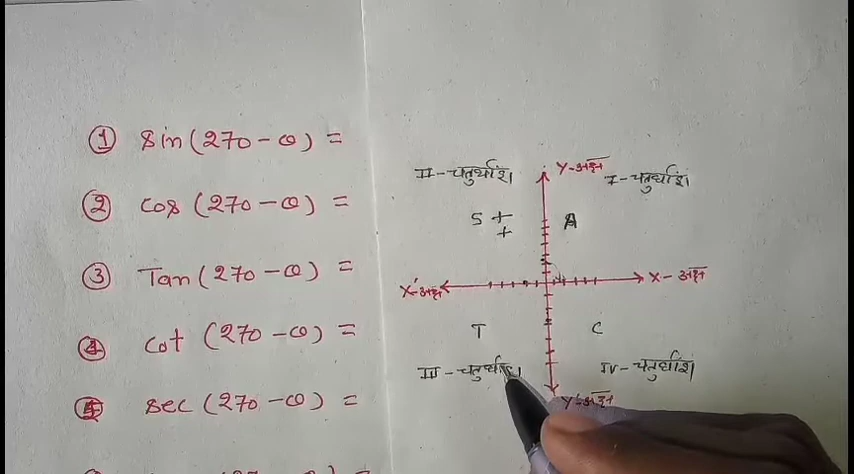 ① sin(270-θ) =
② cos (270-θ) =
③ Tan(270-θ) =
④ cot (270-θ) =
⑤ sec (270-θ) =
Y-अक्ष
II-चतुर्थांश
I-चतुर्थांश
S + A
+
X'-अक्ष X-अक्ष
T C
III-चतुर्थांश
IV-चतुर्थांश
Y'-अक्ष